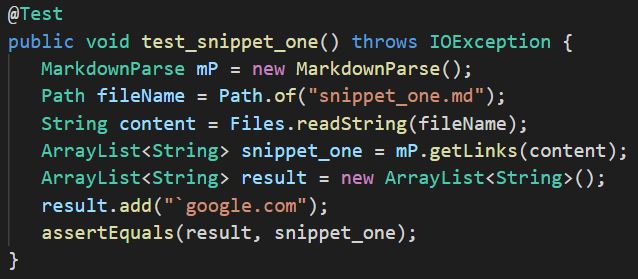 @Test
public void test_snippet_one() throws IOException {
MarkdownParse mP = new MarkdownParse();
Path fileName = Path.of("snippet_one.md");
String content = Files.readString(fileName);
ArrayList<String> snippet_one = mP.getLinks(content);
ArrayList<String> result = new ArrayList<String>();
result.add("`google.com");
assertEquals(result, snippet_one);
}